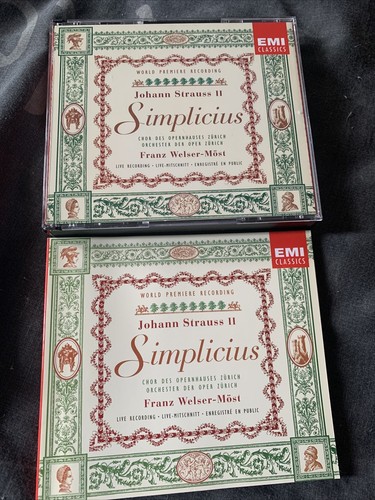 EMI
CLASSICS
WORLD PREMIERE RECORDING
Johann Strauss II
Simplicius
CHOR DES OPERNHAUSES ZÜRICH
ORCHESTER DER OPER ZÜRICH
Franz Welser-Möst
LIVE RECORDING · LIVE-MITSCHNITT · ENREGISTRÉ EN PUBLIC
EMI
CLASSICS
WORLD PREMIERE RECORDING
Johann Strauss II
Simplicius
CHOR DES OPERNHAUSES ZÜRICH
ORCHESTER DER OPER ZÜRICH
Franz Welser-Möst
LIVE RECORDING · LIVE-MITSCHNITT · ENREGISTRÉ EN PUBLIC